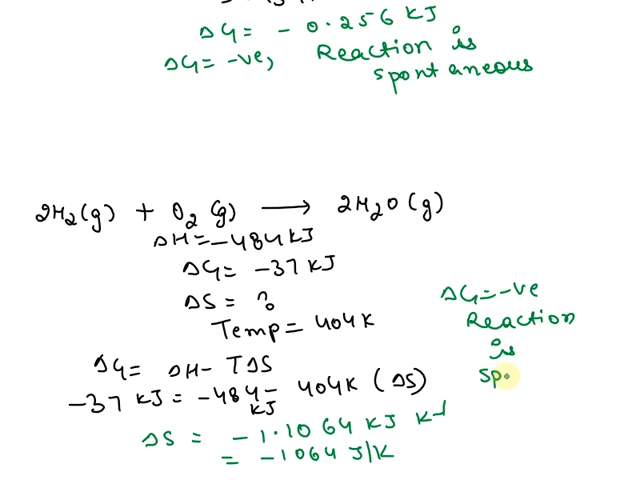 ΔG = - 0.256 KJ
ΔG = -ve, Reaction is
spontaneous
2H₂(g) + O₂ (g) ⟶ 2H₂O (g)
ΔH = -484 KJ
ΔG = -37 KJ
ΔS = ?
Temp = 404 K
ΔG = ΔH - TΔS
-37 KJ = -484 KJ - 404K (ΔS)
ΔS = -1.1064 KJ K⁻¹
= -1064 J/K
ΔG = -ve
Reaction
is
spo